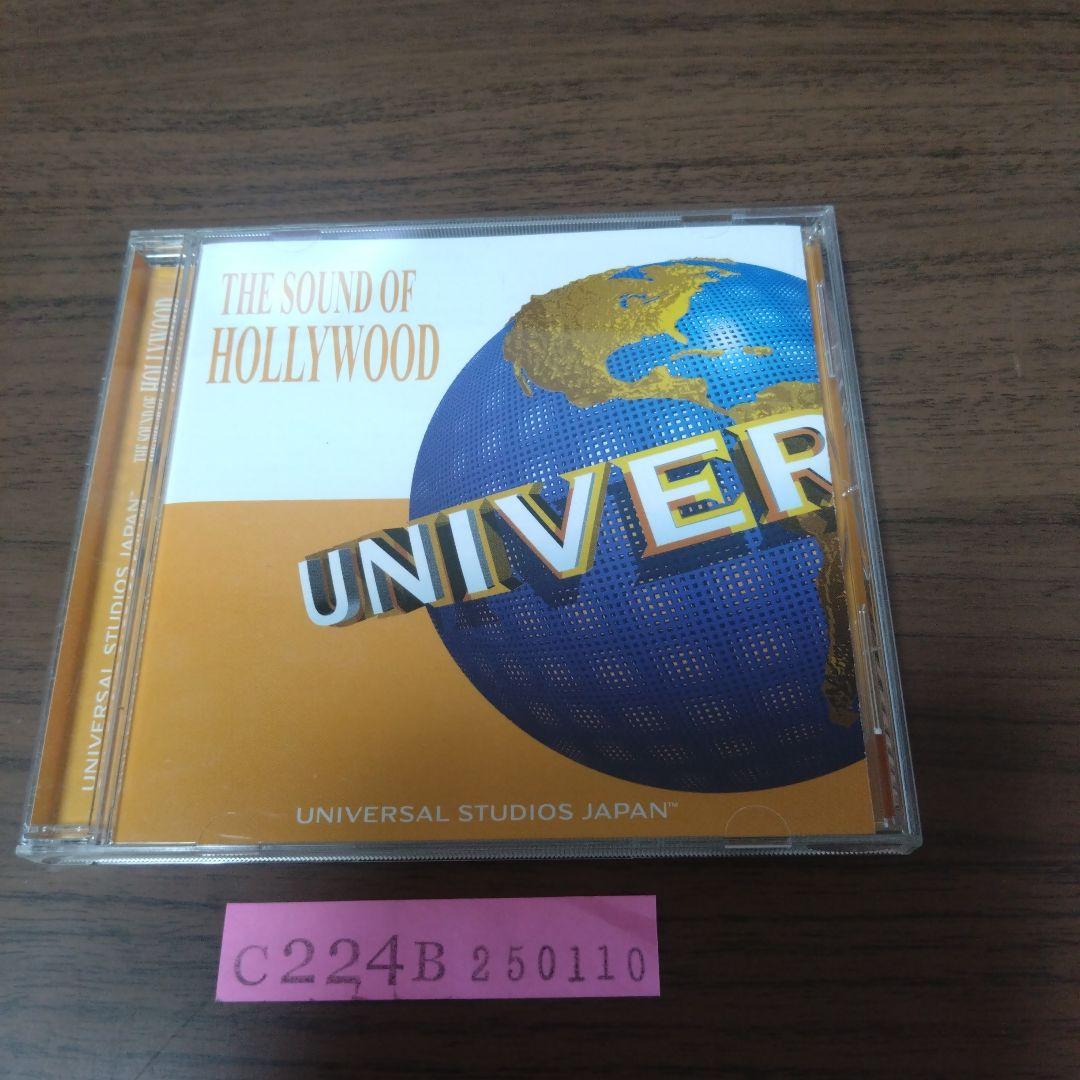 THE SOUND OF
HOLLYWOOD
UNIVER
UNIVERSAL STUDIOS JAPAN™
UNIVERSAL STUDIOS JAPAN™
THE SOUND OF HOLLYWOOD
C224B 250110